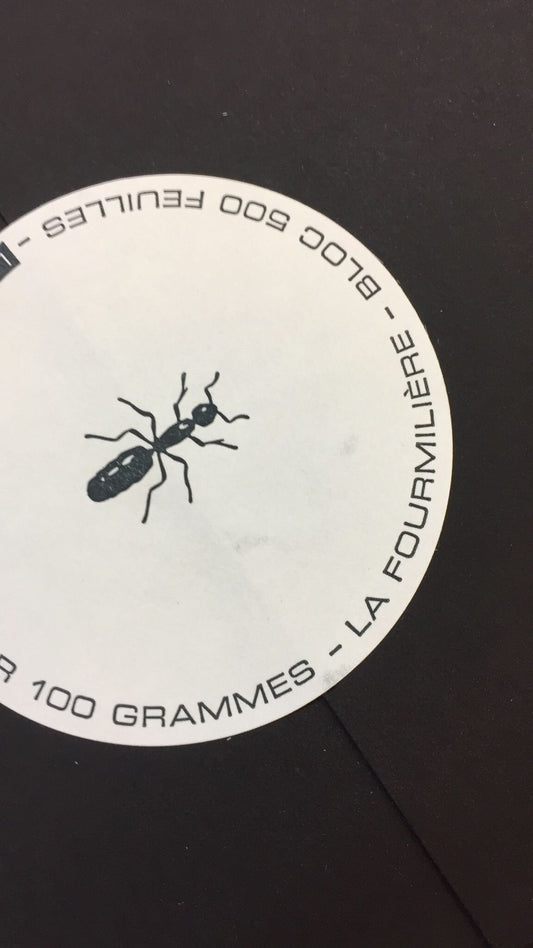 R 100 GRAMMES - LA FOURMILIÈRE - BLOC 500 FEUILLES -